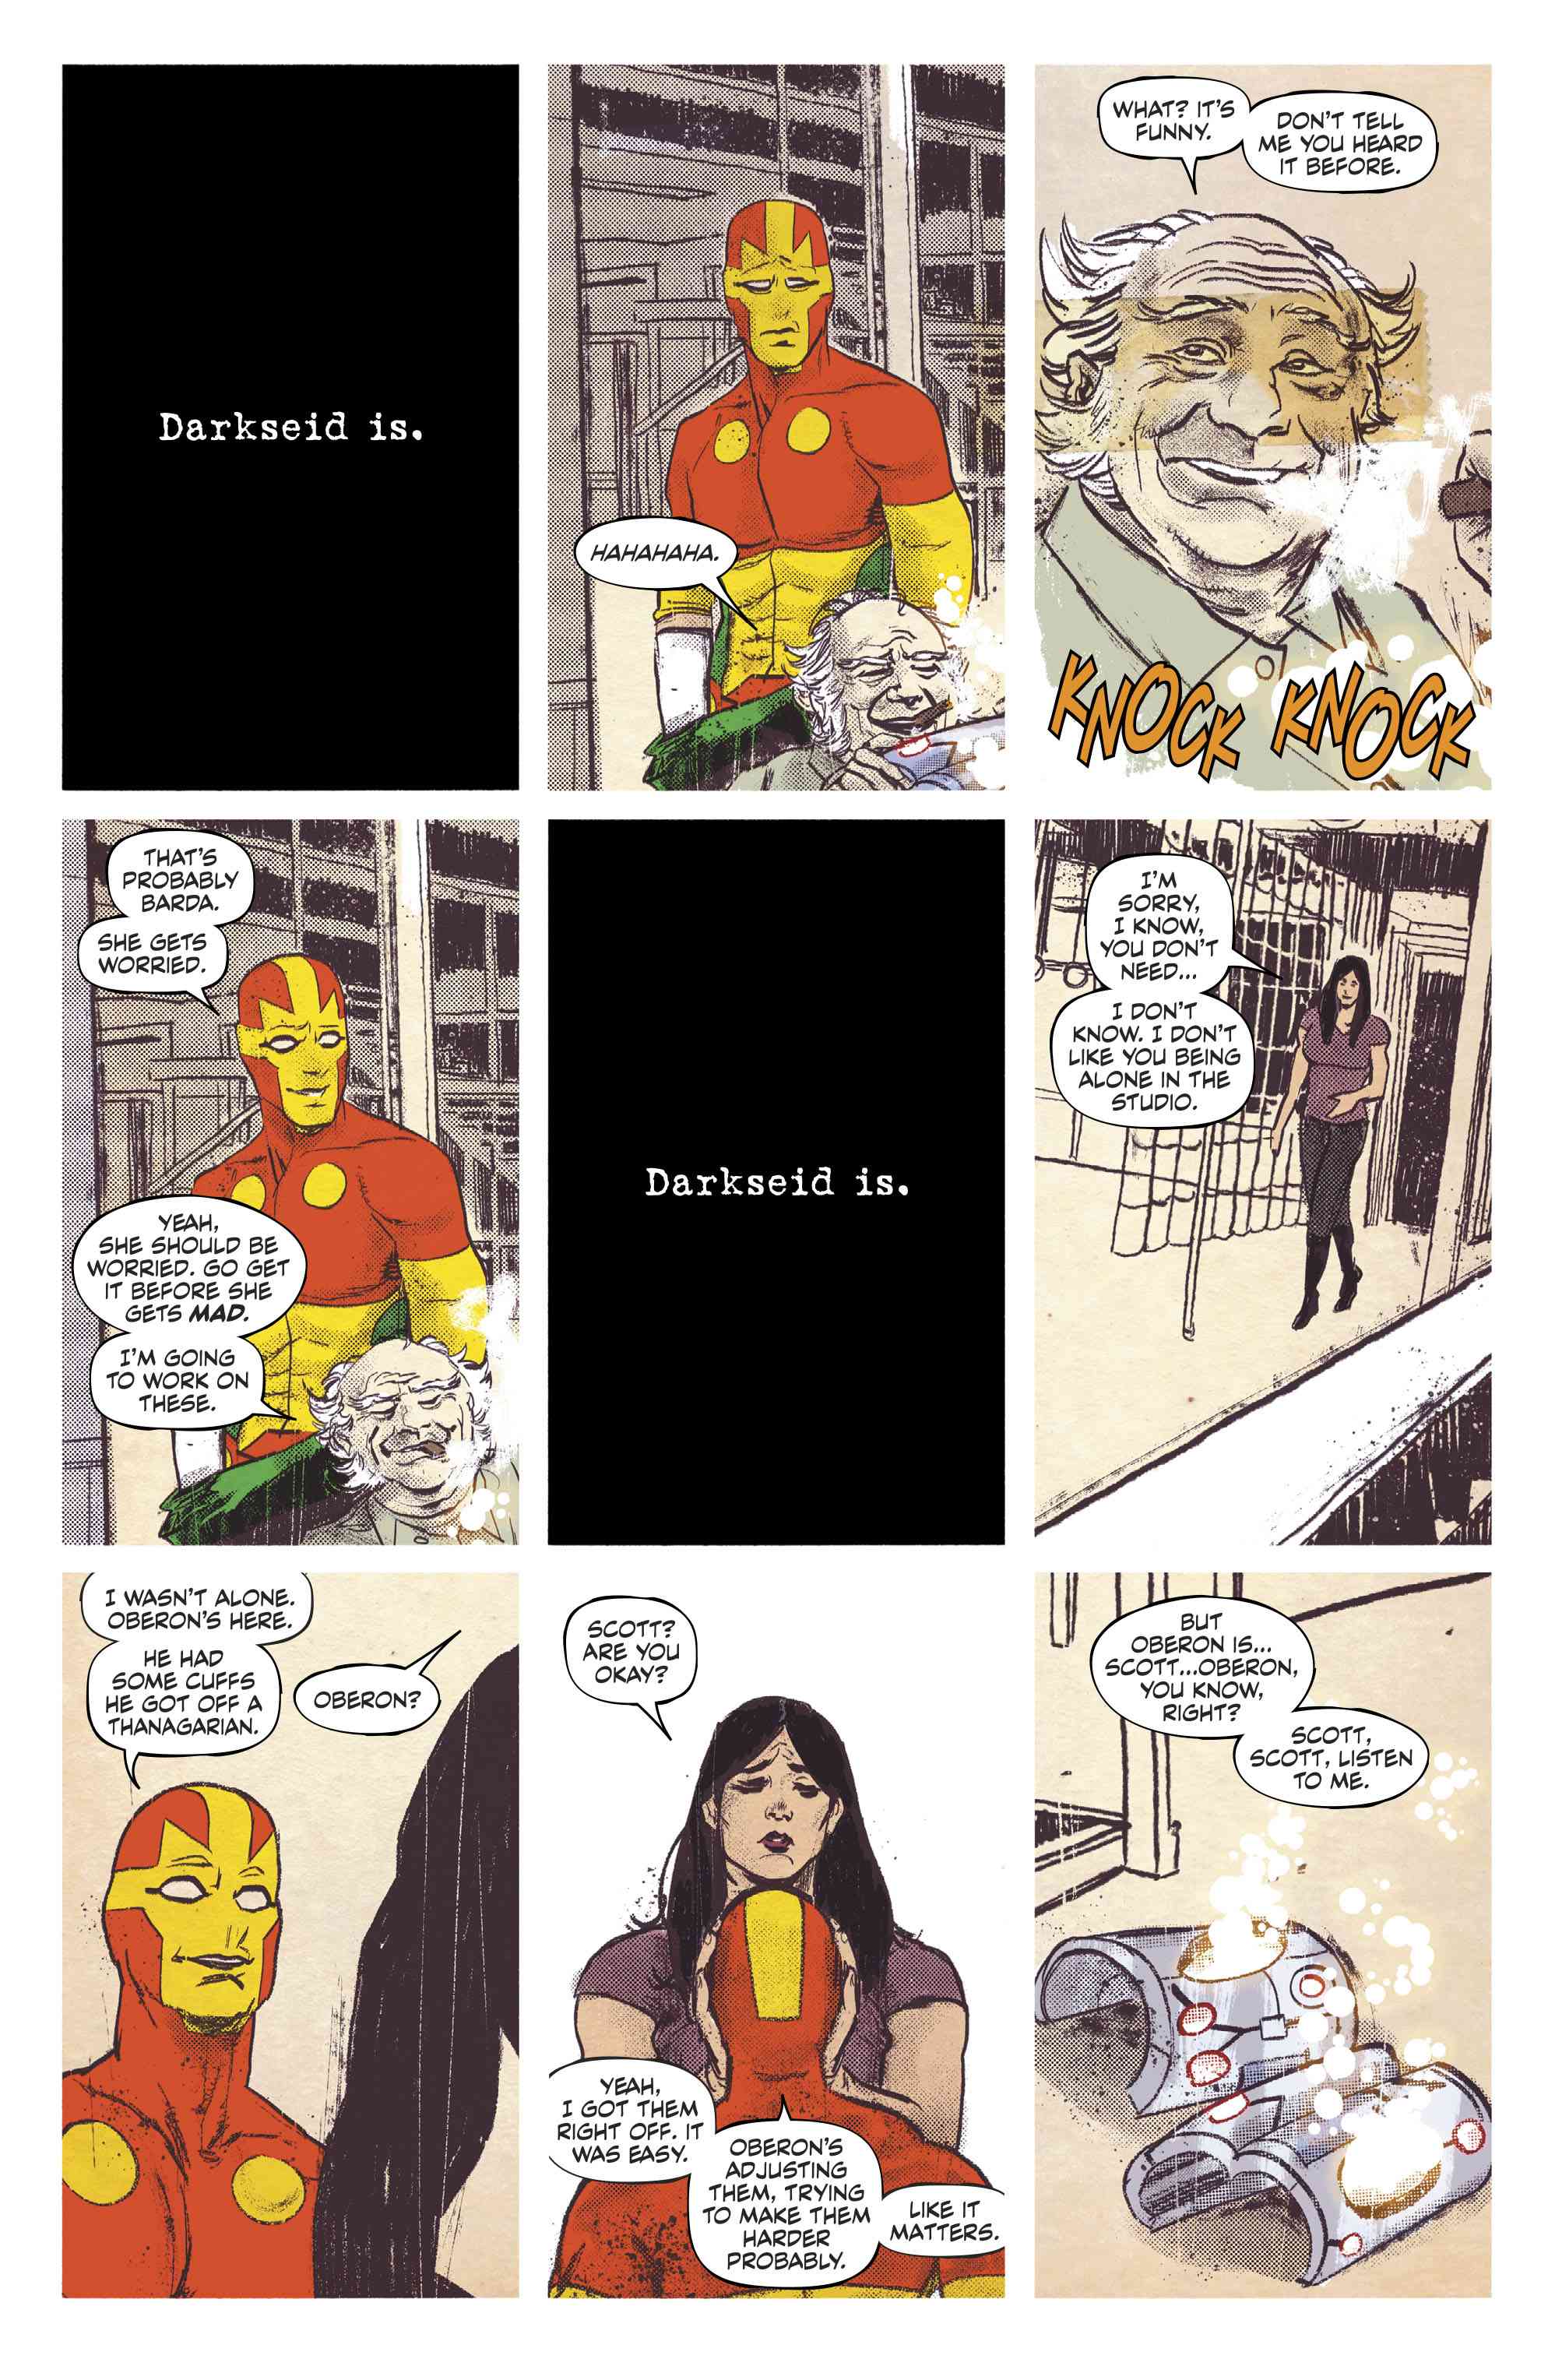 Darkseid is.
HAHAHAHA.
WHAT? IT'S
FUNNY.
DON'T TELL
ME YOU HEARD
IT BEFORE.
KNOCK KNOCK
THAT'S
PROBABLY
BARDA.
SHE GETS
WORRIED.
YEAH,
SHE SHOULD BE
WORRIED. GO GET
IT BEFORE SHE
GETS MAD.
I'M GOING
TO WORK ON
THESE.
Darkseid is.
I'M
SORRY,
I KNOW,
YOU DON'T
NEED...
I DON'T
KNOW. I DON'T
LIKE YOU BEING
ALONE IN THE
STUDIO.
I WASN'T ALONE.
OBERON'S HERE.
HE HAD
SOME CUFFS
HE GOT OFF A
THANAGARIAN.
OBERON?
SCOTT?
ARE YOU
OKAY?
YEAH,
I GOT THEM
RIGHT OFF. IT
WAS EASY.
OBERON'S
ADJUSTING
THEM, TRYING
TO MAKE THEM
HARDER
PROBABLY.
LIKE IT
MATTERS.
BUT
OBERON IS...
SCOTT...OBERON,
YOU KNOW,
RIGHT?
SCOTT,
SCOTT, LISTEN
TO ME.